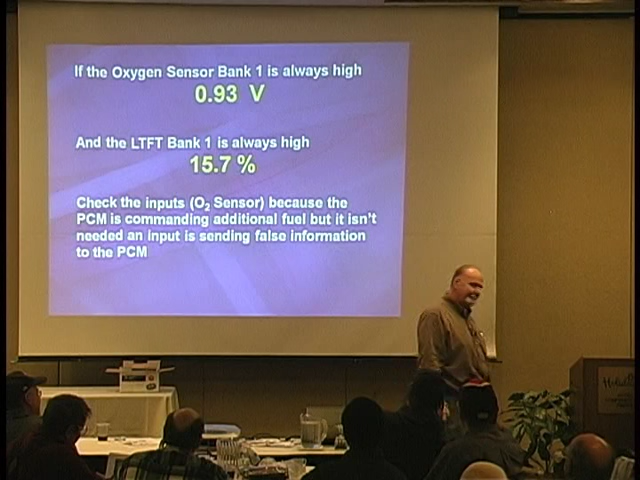 If the Oxygen Sensor Bank 1 is always high
0.93 V
And the LTFT Bank 1 is always high
15.7 %
Check the inputs (O₂ Sensor) because the
PCM is commanding additional fuel but it isn't
needed an input is sending false information
to the PCM